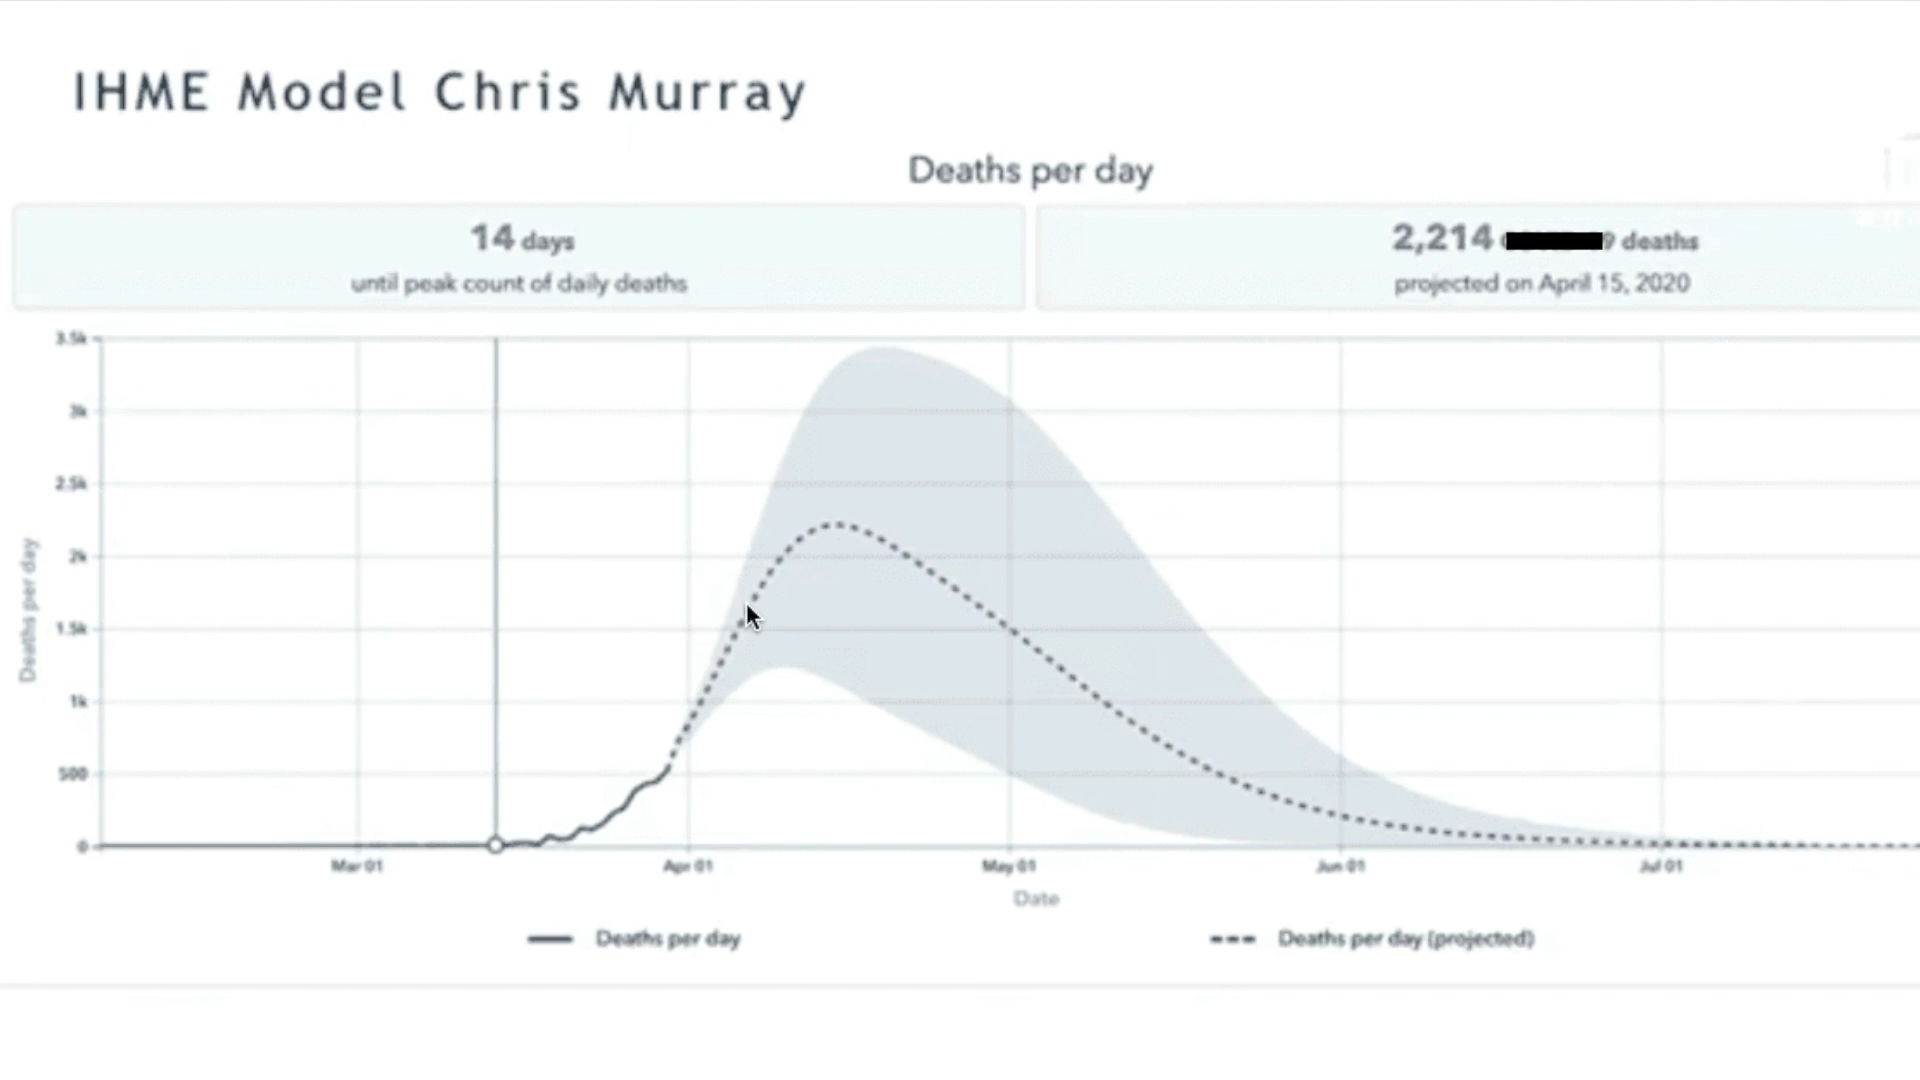 IHME Model Chris Murray
Deaths per day
14 days
until peak count of daily deaths
2,214 deaths
projected on April 15, 2020
3.5k
3k
2.5k
2k
1.5k
1k
500
0
Deaths per day
Mar 01
Apr 01
May 01
Jun 01
Jul 01
Date
Deaths per day
Deaths per day (projected)